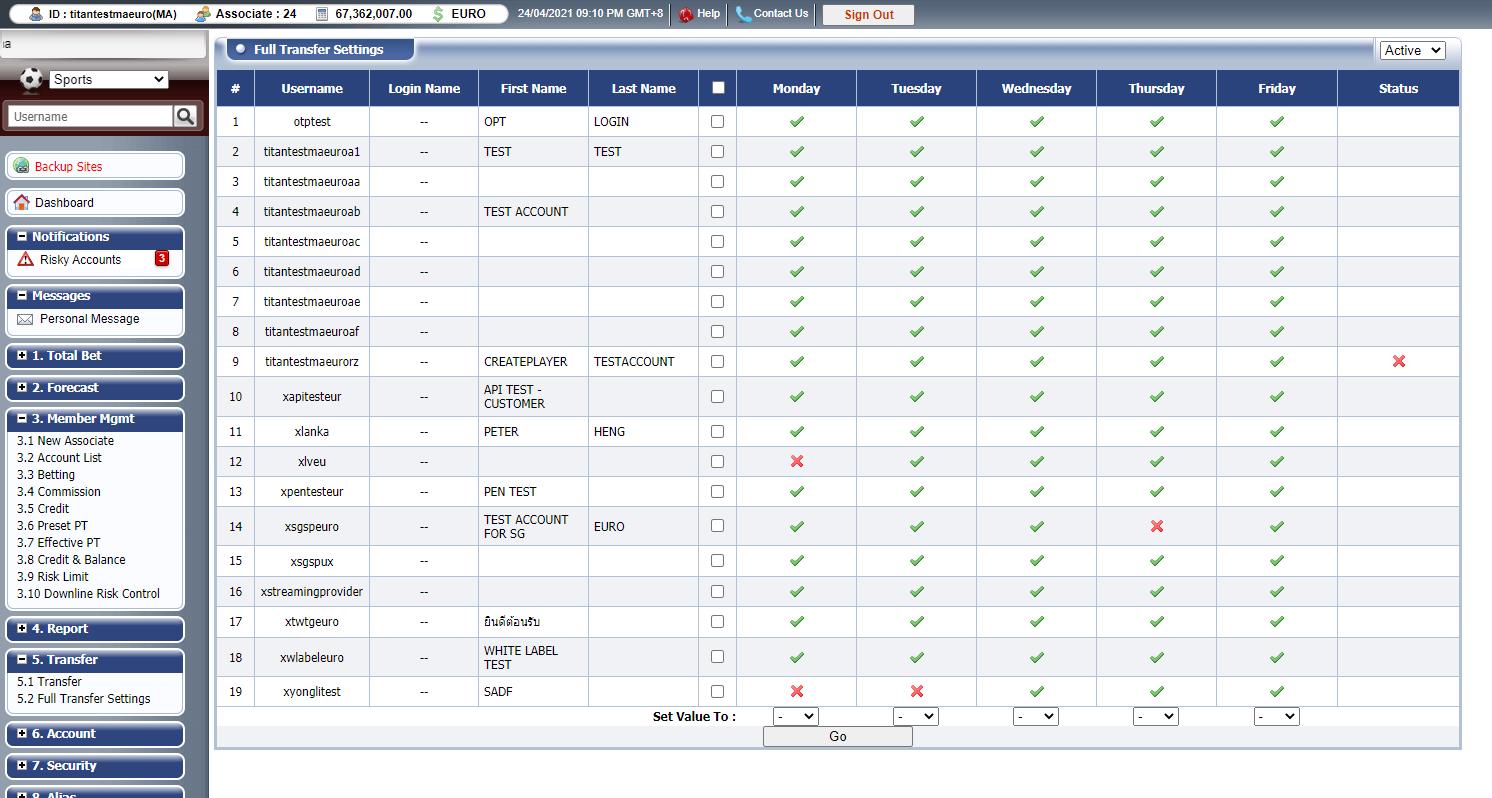 ID : titantestmaeuro(MA) Associate : 24 67,362,007.00 EURO 24/04/2021 09:10 PM GMT+8 Help Contact Us Sign Out
Sports
Username
Backup Sites
Dashboard
Notifications
Risky Accounts 3
Messages
Personal Message
1. Total Bet
2. Forecast
3. Member Mgmt
3.1 New Associate
3.2 Account List
3.3 Betting
3.4 Commission
3.5 Credit
3.6 Preset PT
3.7 Effective PT
3.8 Credit & Balance
3.9 Risk Limit
3.10 Downline Risk Control
4. Report
5. Transfer
5.1 Transfer
5.2 Full Transfer Settings
6. Account
7. Security
8. Alias
Full Transfer Settings Active
# Username Login Name First Name Last Name Monday Tuesday Wednesday Thursday Friday Status
1 otptest -- OPT LOGIN
2 titantestmaeuroa1 -- TEST TEST
3 titantestmaeuroaa --
4 titantestmaeuroab -- TEST ACCOUNT
5 titantestmaeuroac --
6 titantestmaeuroad --
7 titantestmaeuroae --
8 titantestmaeuroaf --
9 titantestmaeurorz -- CREATEPLAYER TESTACCOUNT
10 xapitesteur -- API TEST -
CUSTOMER
11 xlanka -- PETER HENG
12 xlveu --
13 xpentesteur -- PEN TEST
14 xsgspeuro -- TEST ACCOUNT
FOR SG EURO
15 xsgspux --
16 xstreamingprovider --
17 xtwtgeuro -- ยินดีต้อนรับ
18 xwlabeleuro -- WHITE LABEL
TEST
19 xyonglitest -- SADF
Set Value To : - - - - -
Go